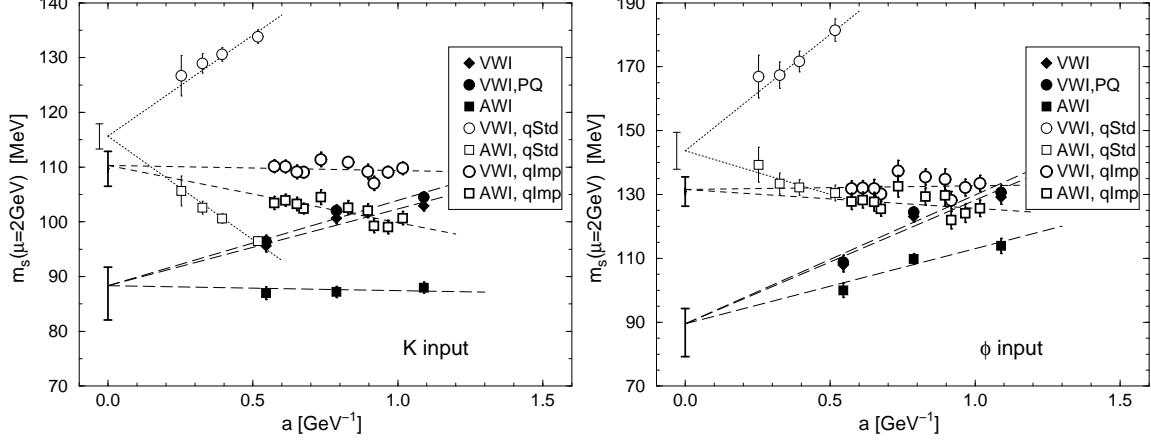 140
130
120
110
100
90
80
70
m_s(μ=2GeV) [MeV]
0.0
0.5
1.0
1.5
a [GeV⁻¹]
VWI
VWI,PQ
AWI
VWI, qStd
AWI, qStd
VWI, qImp
AWI, qImp
K input
190
170
150
130
110
90
70
m_s(μ=2GeV) [MeV]
0.0
0.5
1.0
1.5
a [GeV⁻¹]
VWI
VWI,PQ
AWI
VWI, qStd
AWI, qStd
VWI, qImp
AWI, qImp
ϕ input